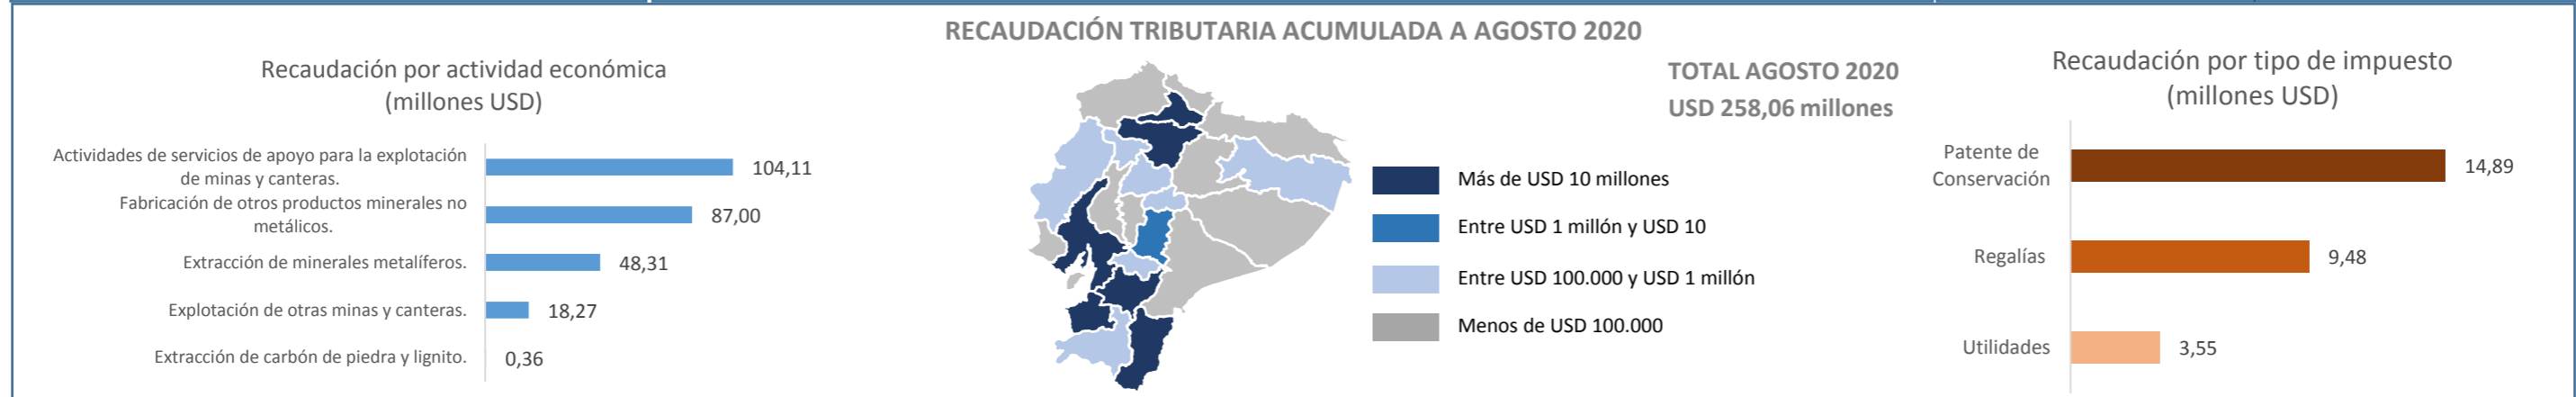 RECAUDACIÓN TRIBUTARIA ACUMULADA A AGOSTO 2020
Recaudación por actividad económica
(millones USD)
Actividades de servicios de apoyo para la explotación
de minas y canteras.
104,11
Fabricación de otros productos minerales no
metálicos.
87,00
Extracción de minerales metalíferos.
48,31
Explotación de otras minas y canteras.
18,27
Extracción de carbón de piedra y lignito.
0,36
TOTAL AGOSTO 2020
USD 258,06 millones
Más de USD 10 millones
Entre USD 1 millón y USD 10
Entre USD 100.000 y USD 1 millón
Menos de USD 100.000
Recaudación por tipo de impuesto
(millones USD)
Patente de
Conservación
14,89
Regalías
9,48
Utilidades
3,55